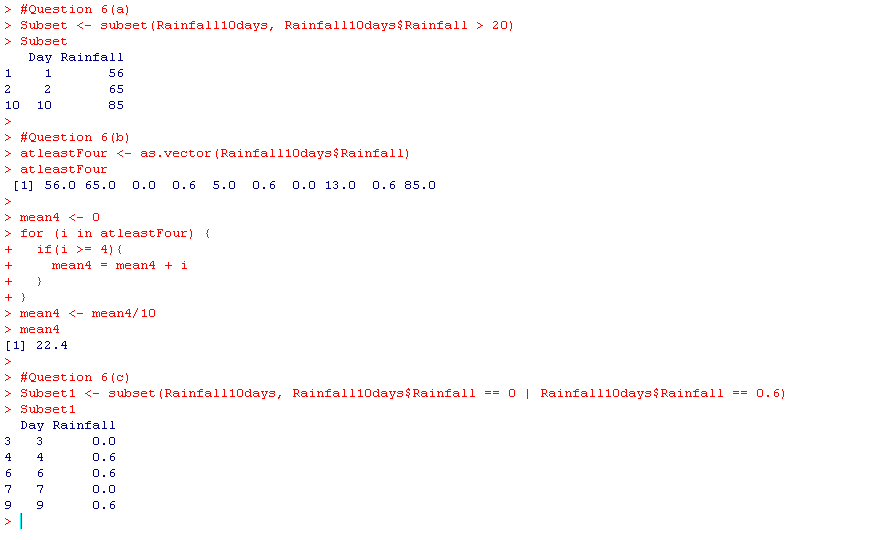 > #Question 6(a)
> Subset <- subset(Rainfall10days, Rainfall10days$Rainfall > 20)
> Subset
   Day Rainfall
1    1       56
2    2       65
10  10       85
>
> #Question 6(b)
> atleastFour <- as.vector(Rainfall10days$Rainfall)
> atleastFour
 [1] 56.0 65.0  0.0  0.6  5.0  0.6  0.0 13.0  0.6 85.0
>
> mean4 <- 0
> for (i in atleastFour) {
+   if(i >= 4){
+     mean4 = mean4 + i
+   }
+ }
> mean4 <- mean4/10
> mean4
[1] 22.4
>
> #Question 6(c)
> Subset1 <- subset(Rainfall10days, Rainfall10days$Rainfall == 0 | Rainfall10days$Rainfall == 0.6)
> Subset1
  Day Rainfall
3   3      0.0
4   4      0.6
6   6      0.6
7   7      0.0
9   9      0.6
>